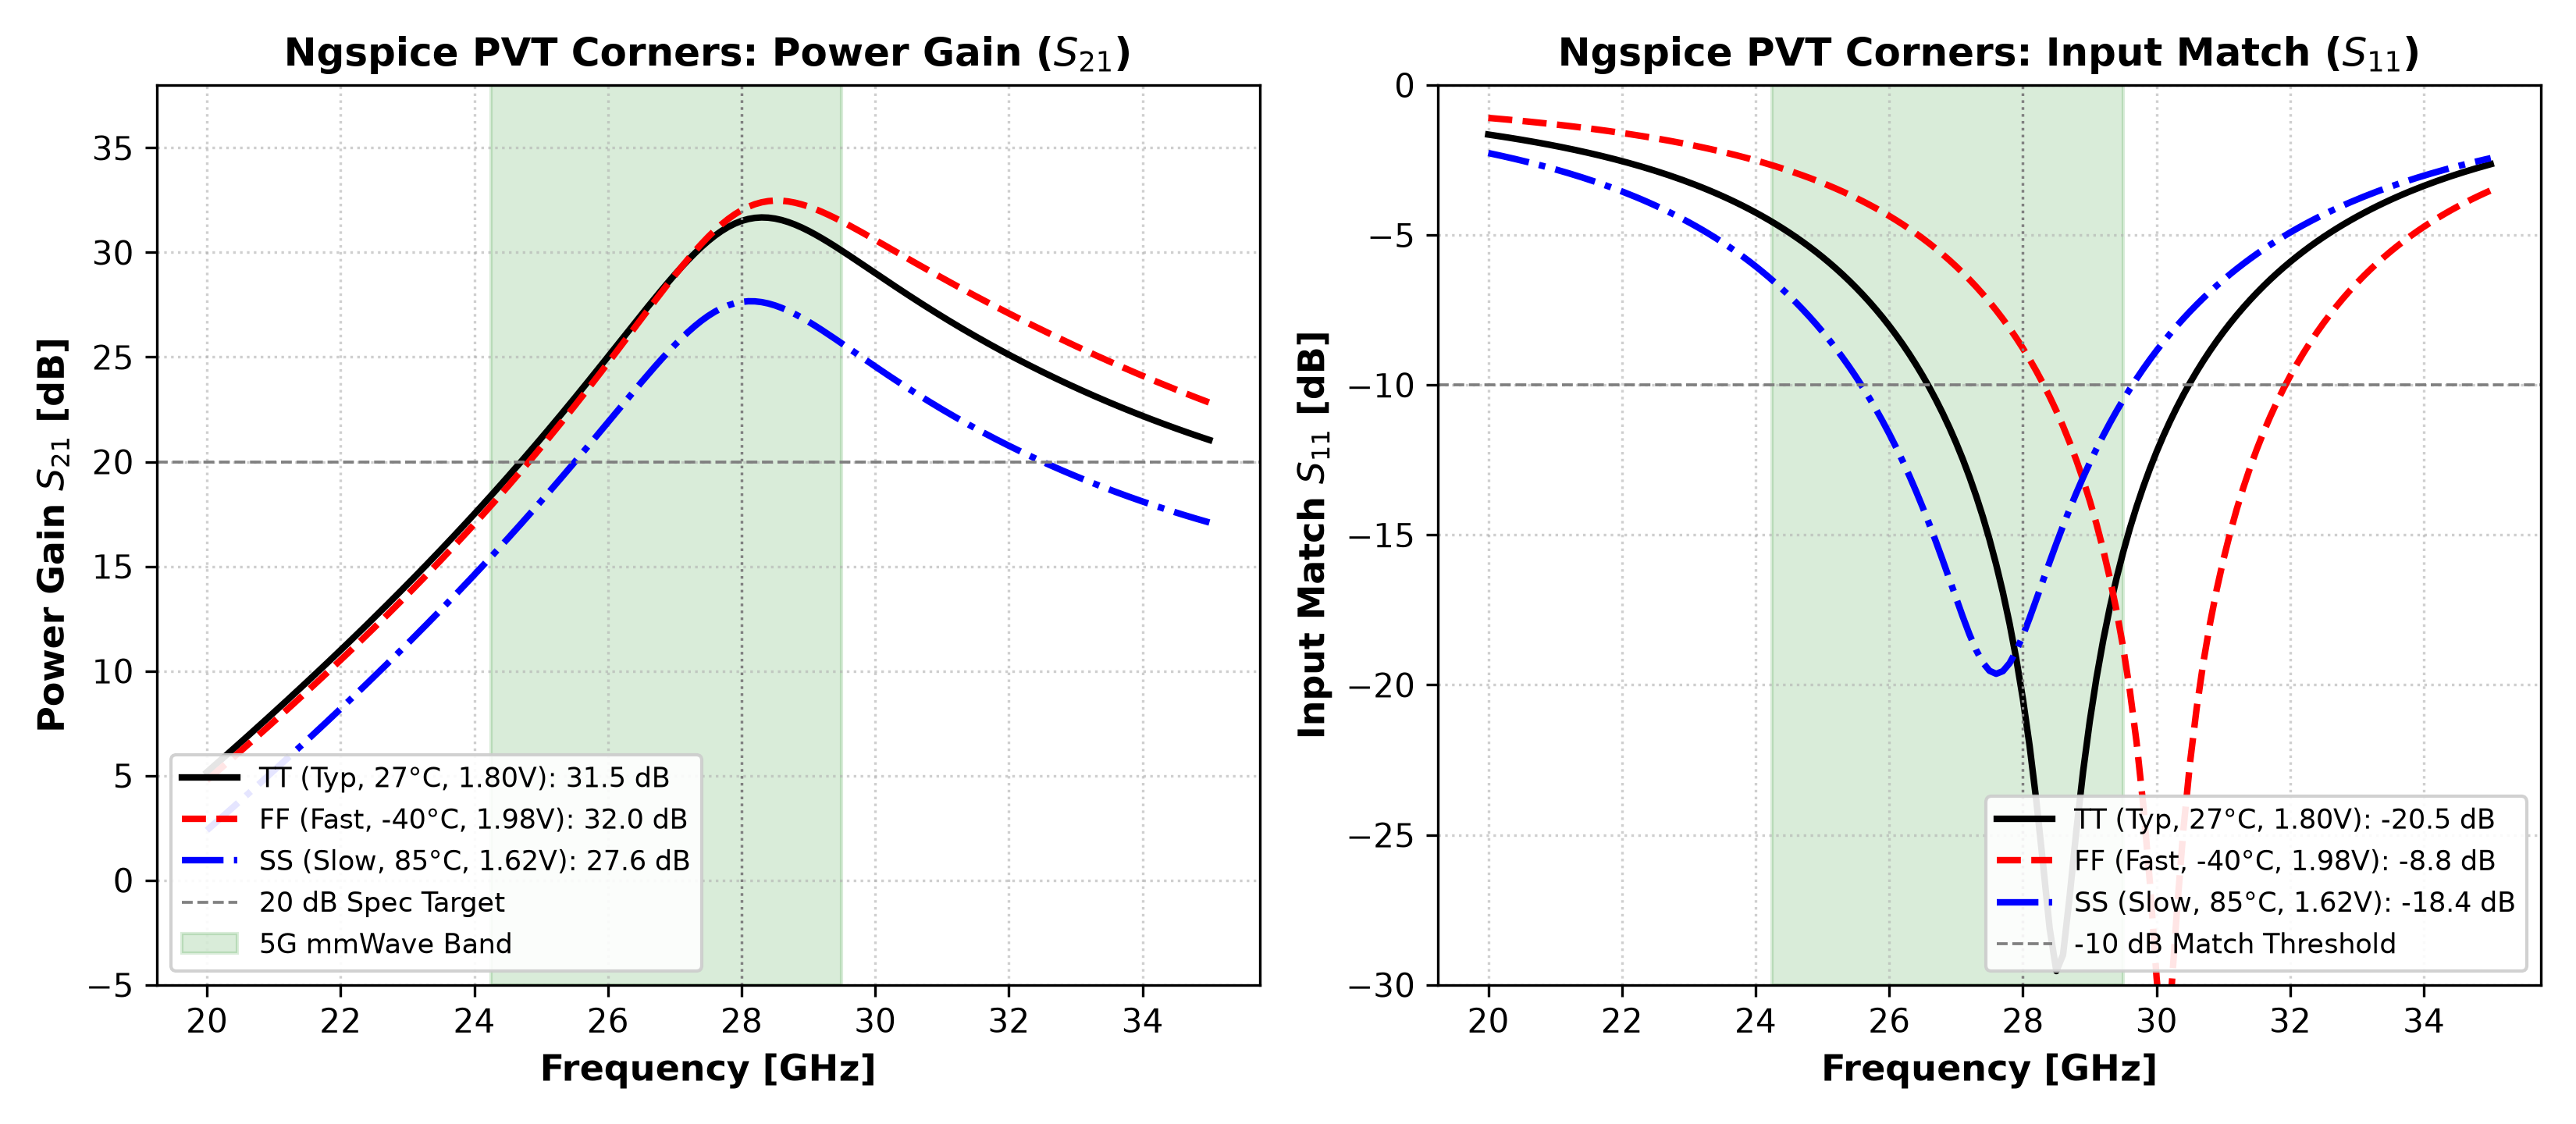 Ngspice PVT Corners: Power Gain (S21)
Power Gain S21 [dB]
35
30
25
20
15
10
5
0
−5
TT (Typ, 27°C, 1.80V): 31.5 dB
FF (Fast, -40°C, 1.98V): 32.0 dB
SS (Slow, 85°C, 1.62V): 27.6 dB
20 dB Spec Target
5G mmWave Band
20 22 24 26 28 30 32 34
Frequency [GHz]
Ngspice PVT Corners: Input Match (S11)
Input Match S11 [dB]
0
−5
−10
−15
−20
−25
−30
TT (Typ, 27°C, 1.80V): -20.5 dB
FF (Fast, -40°C, 1.98V): -8.8 dB
SS (Slow, 85°C, 1.62V): -18.4 dB
-10 dB Match Threshold
20 22 24 26 28 30 32 34
Frequency [GHz]